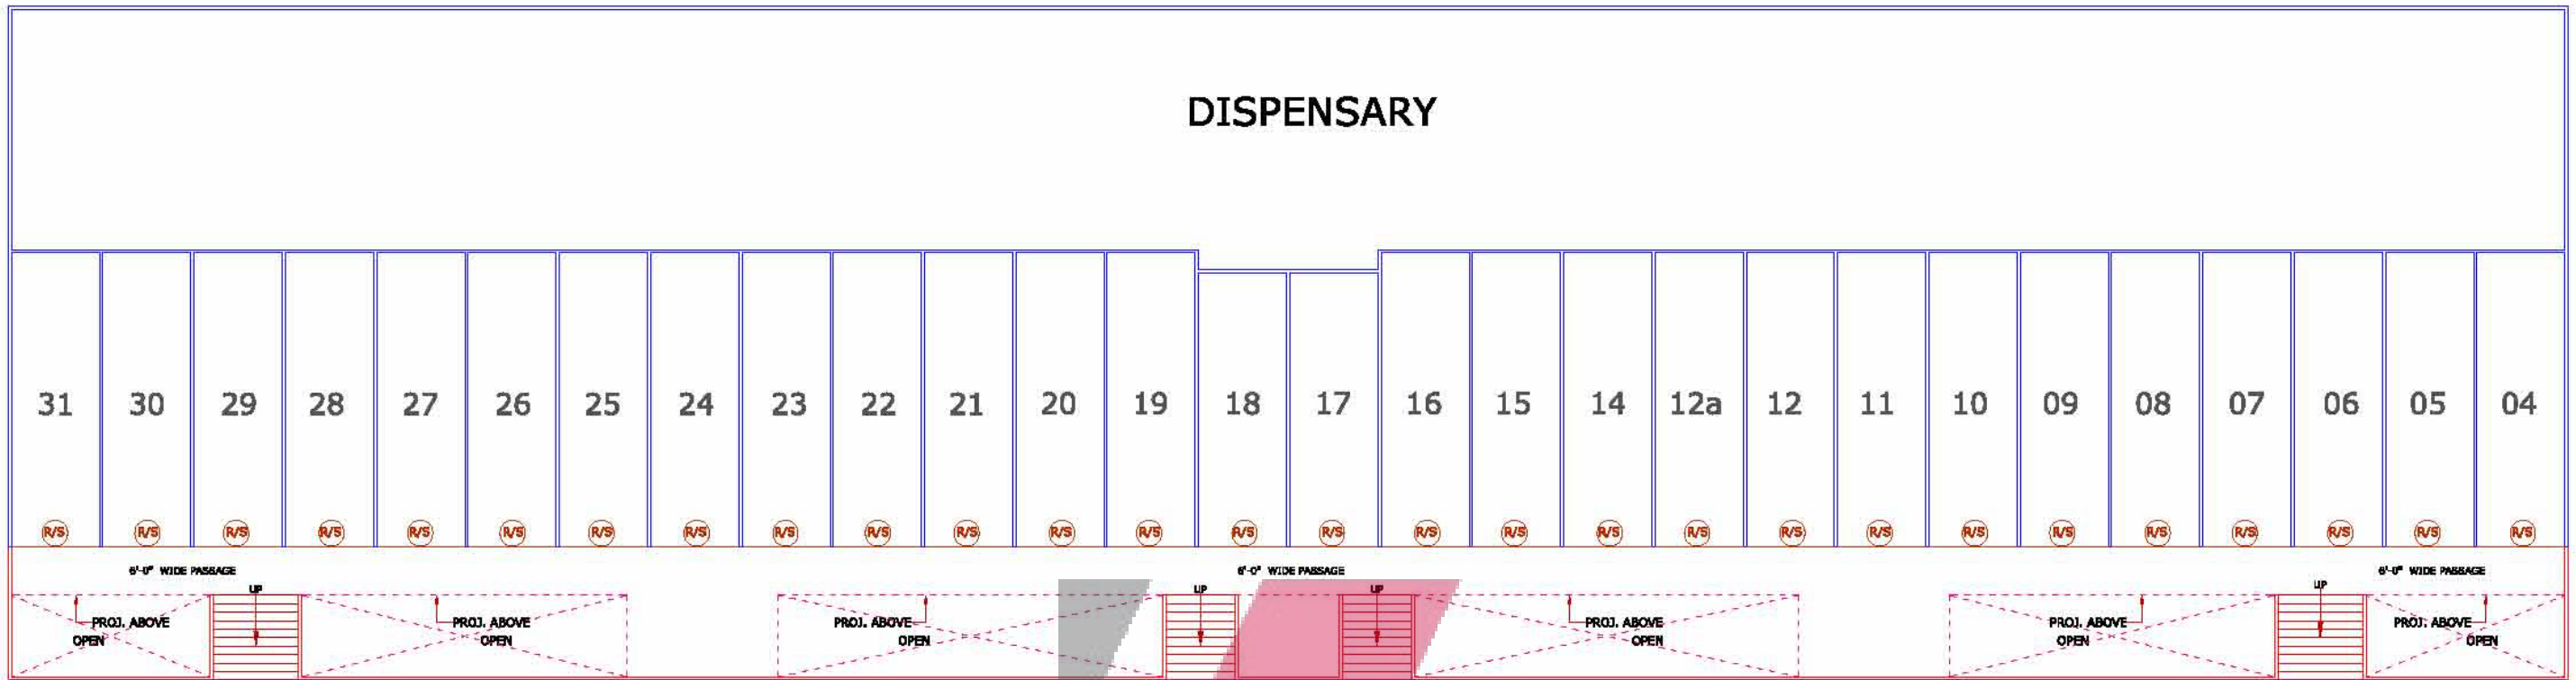 DISPENSARY
31 30 29 28 27 26 25 24 23 22 21 20 19 18 17 16 15 14 12a 12 11 10 09 08 07 06 05 04
R/S R/S R/S R/S R/S R/S R/S R/S R/S R/S R/S R/S R/S R/S R/S R/S R/S R/S R/S R/S R/S R/S R/S R/S R/S R/S R/S R/S
6'-0" WIDE PASSAGE 6'-0" WIDE PASSAGE 6'-0" WIDE PASSAGE
UP UP UP UP
PROJ. ABOVE PROJ. ABOVE PROJ. ABOVE PROJ. ABOVE PROJ. ABOVE PROJ. ABOVE
OPEN OPEN OPEN OPEN OPEN OPEN